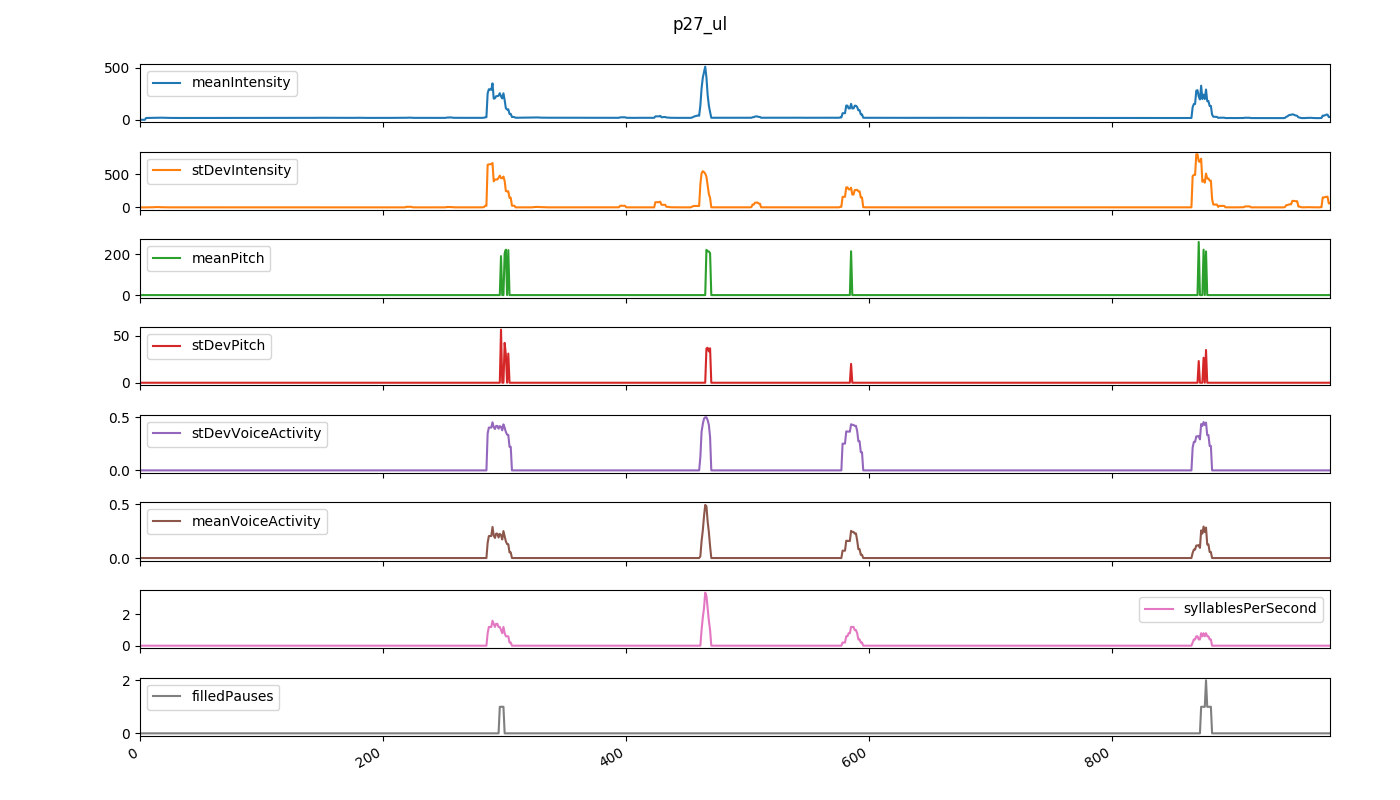 p27_ul
500
0
meanIntensity
500
0
stDevIntensity
200
0
meanPitch
50
0
stDevPitch
0.5
0.0
stDevVoiceActivity
0.5
0.0
meanVoiceActivity
2
0
syllablesPerSecond
2
0
filledPauses
0 200 400 600 800